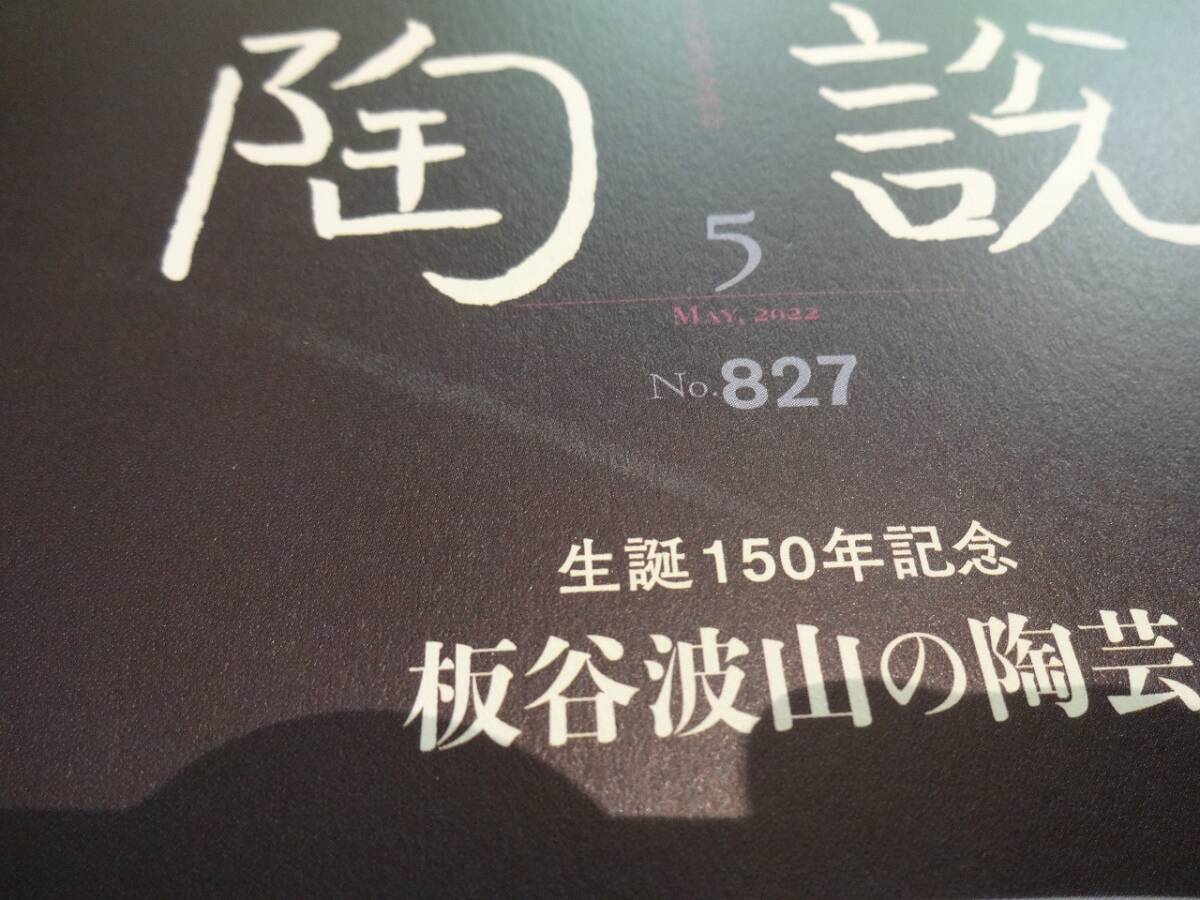 陶説
5
MAY, 2022
No.827
生誕150年記念
板谷波山の陶芸